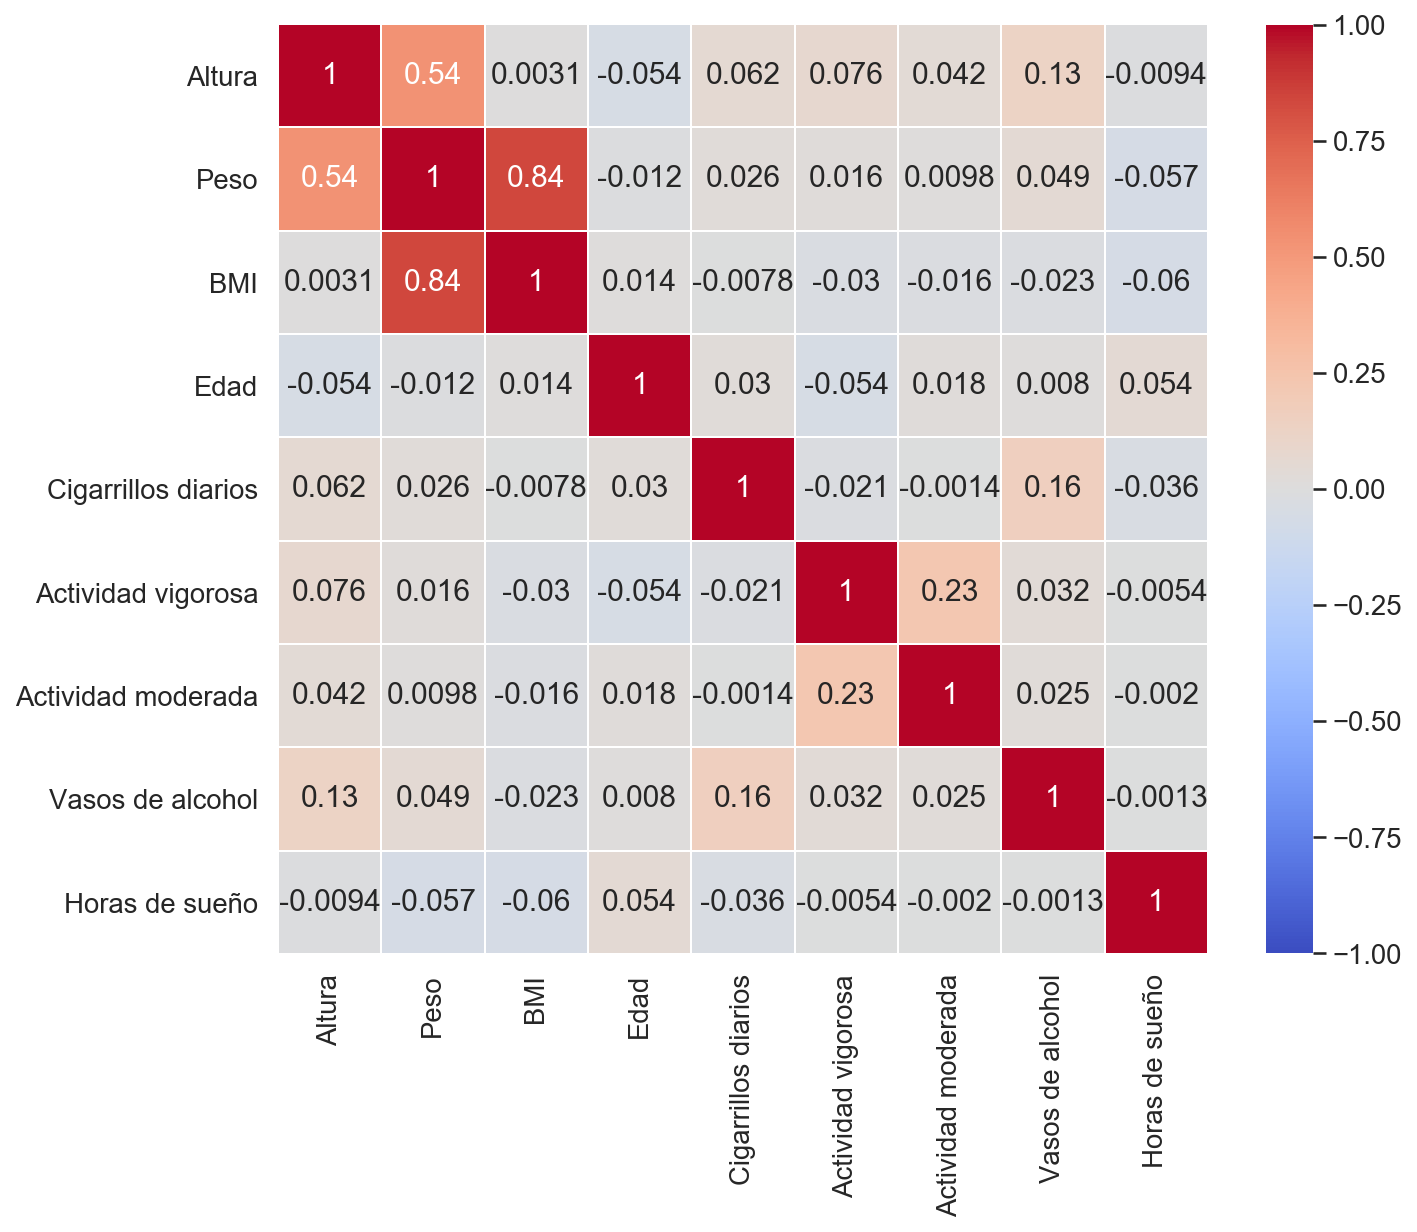 Altura 1 0.54 0.0031 -0.054 0.062 0.076 0.042 0.13 -0.0094
Peso 0.54 1 0.84 -0.012 0.026 0.016 0.0098 0.049 -0.057
BMI 0.0031 0.84 1 0.014 -0.0078 -0.03 -0.016 -0.023 -0.06
Edad -0.054 -0.012 0.014 1 0.03 -0.054 0.018 0.008 0.054
Cigarrillos diarios 0.062 0.026 -0.0078 0.03 1 -0.021 -0.0014 0.16 -0.036
Actividad vigorosa 0.076 0.016 -0.03 -0.054 -0.021 1 0.23 0.032 -0.0054
Actividad moderada 0.042 0.0098 -0.016 0.018 -0.0014 0.23 1 0.025 -0.002
Vasos de alcohol 0.13 0.049 -0.023 0.008 0.16 0.032 0.025 1 -0.0013
Horas de sueño -0.0094 -0.057 -0.06 0.054 -0.036 -0.0054 -0.002 -0.0013 1
Altura
Peso
BMI
Edad
Cigarrillos diarios
Actividad vigorosa
Actividad moderada
Vasos de alcohol
Horas de sueño
1.00
0.75
0.50
0.25
0.00
−0.25
−0.50
−0.75
−1.00